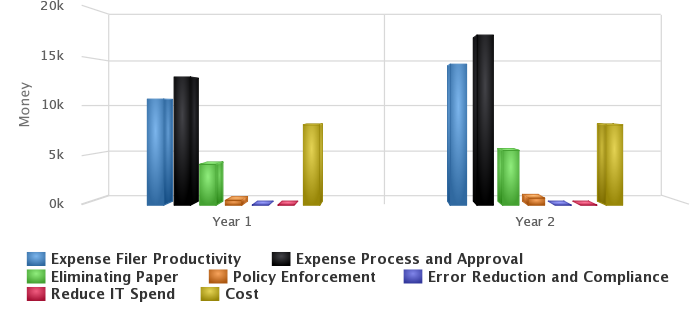 20k
15k
10k
5k
0k
Money
Year 1 Year 2
Expense Filer Productivity Expense Process and Approval
Eliminating Paper Policy Enforcement Error Reduction and Compliance
Reduce IT Spend Cost